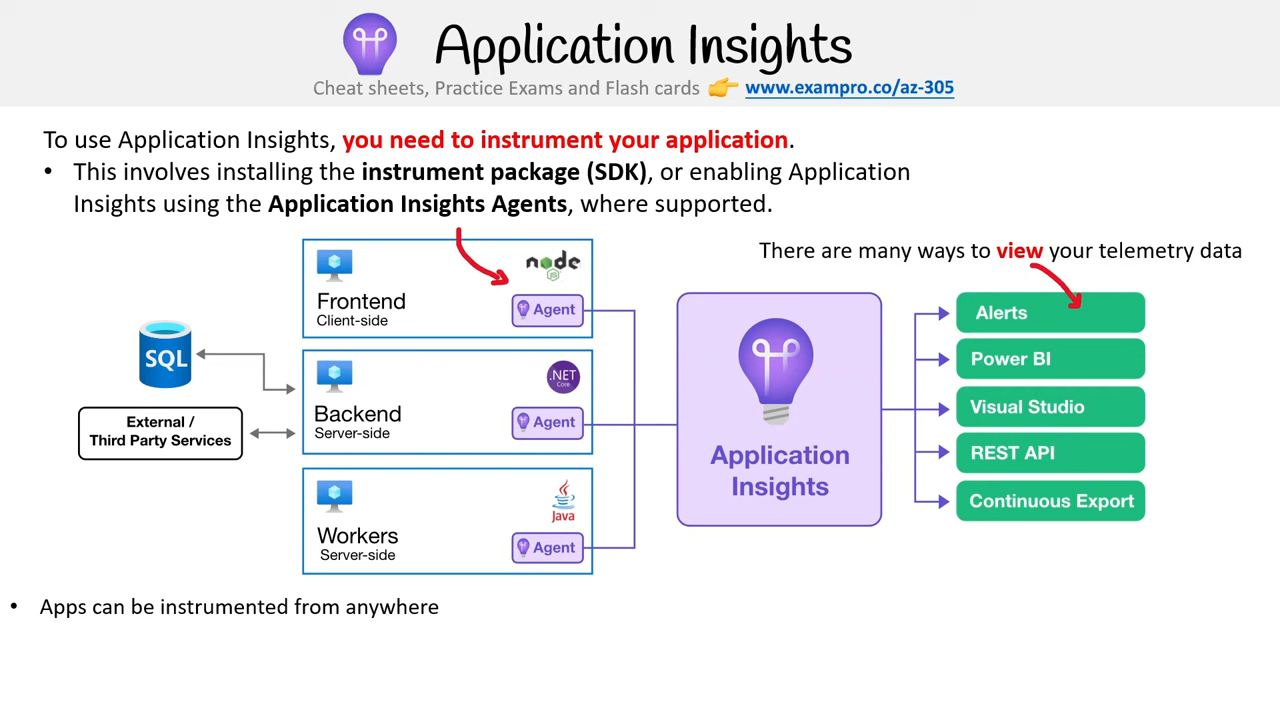 Application Insights
Cheat sheets, Practice Exams and Flash cards 👉 www.exampro.co/az-305
To use Application Insights, you need to instrument your application.
• This involves installing the instrument package (SDK), or enabling Application
Insights using the Application Insights Agents, where supported.
There are many ways to view your telemetry data
node
JS
Frontend
Client-side
Agent
SQL
.NET
Core
Backend
Server-side
Agent
External /
Third Party Services
Java
Workers
Server-side
Agent
Application
Insights
Alerts
Power BI
Visual Studio
REST API
Continuous Export
• Apps can be instrumented from anywhere